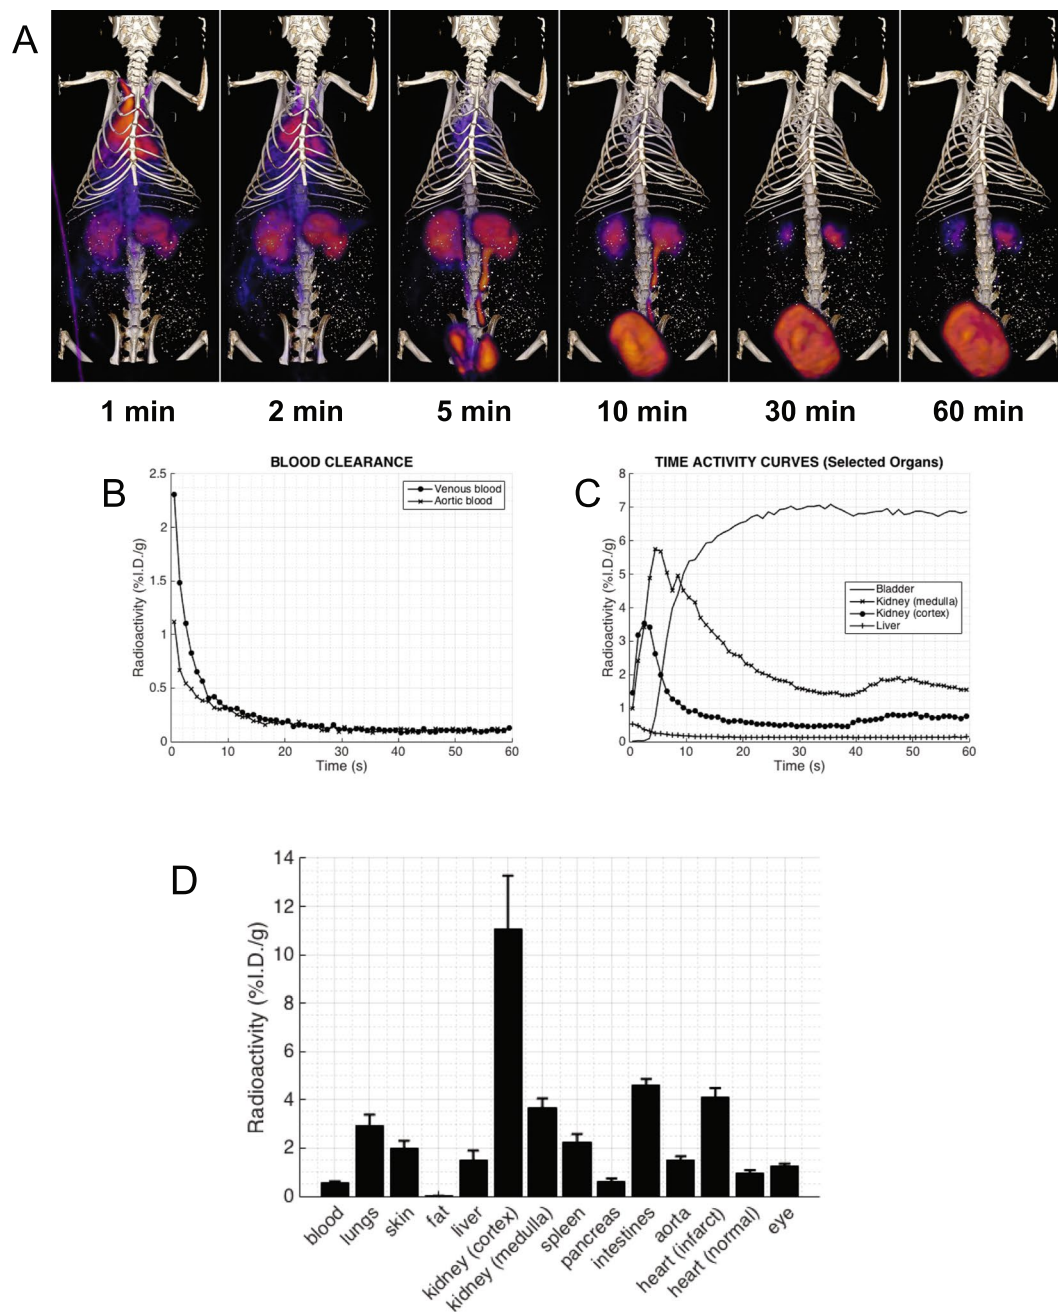 A
1 min
2 min
5 min
10 min
30 min
60 min
B
BLOOD CLEARANCE
Radioactivity (%I.D./g)
2.5
2
1.5
1
0.5
0
0 10 20 30 40 50 60
Time (s)
Venous blood
Aortic blood
C
TIME ACTIVITY CURVES (Selected Organs)
Radioactivity (%I.D./g)
8
7
6
5
4
3
2
1
0
0 10 20 30 40 50 60
Time (s)
Bladder
Kidney (medulla)
Kidney (cortex)
Liver
D
Radioactivity (%I.D./g)
14
12
10
8
6
4
2
0
blood
lungs
skin
fat
liver
kidney (cortex)
kidney (medulla)
spleen
pancreas
intestines
aorta
heart (infarct)
heart (normal)
eye